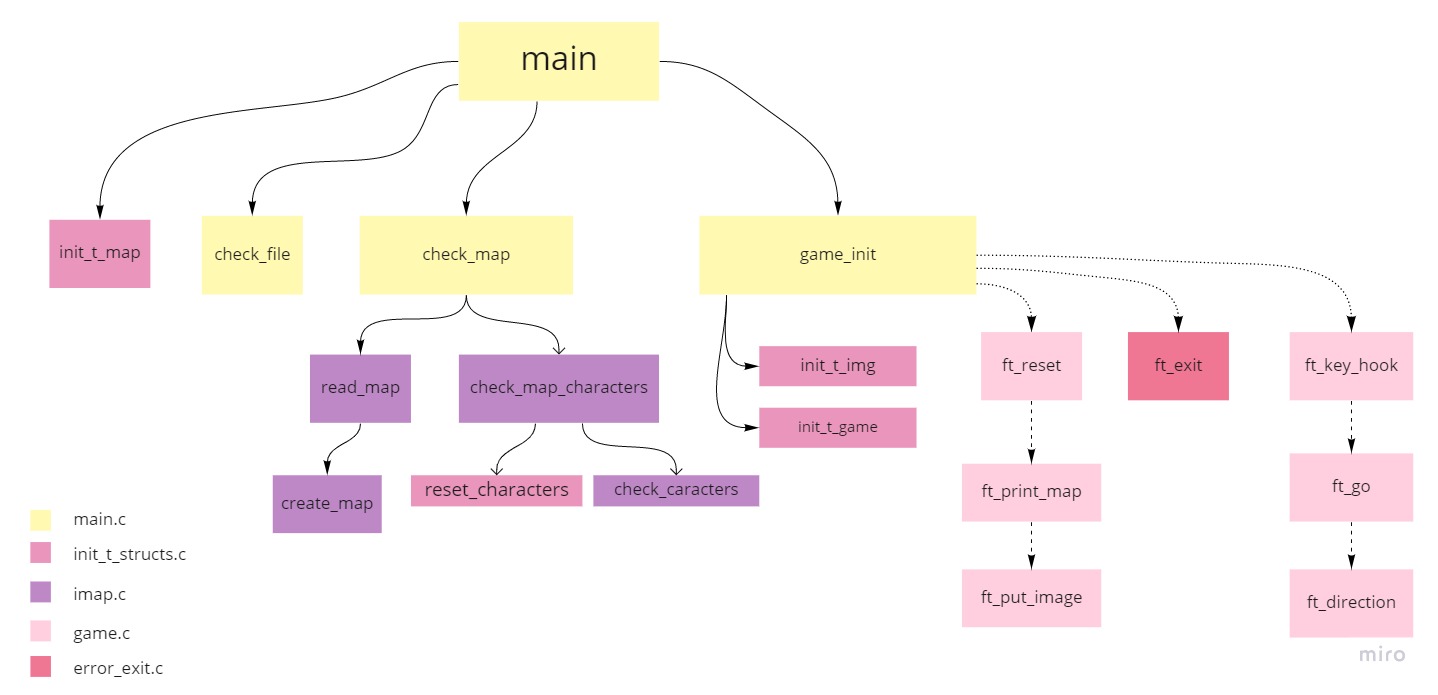 main
init_t_map
check_file
check_map
game_init
read_map
check_map_characters
init_t_img
init_t_game
ft_reset
ft_exit
ft_key_hook
create_map
reset_characters
check_caracters
ft_print_map
ft_go
ft_put_image
ft_direction
main.c
init_t_structs.c
imap.c
game.c
error_exit.c
miro